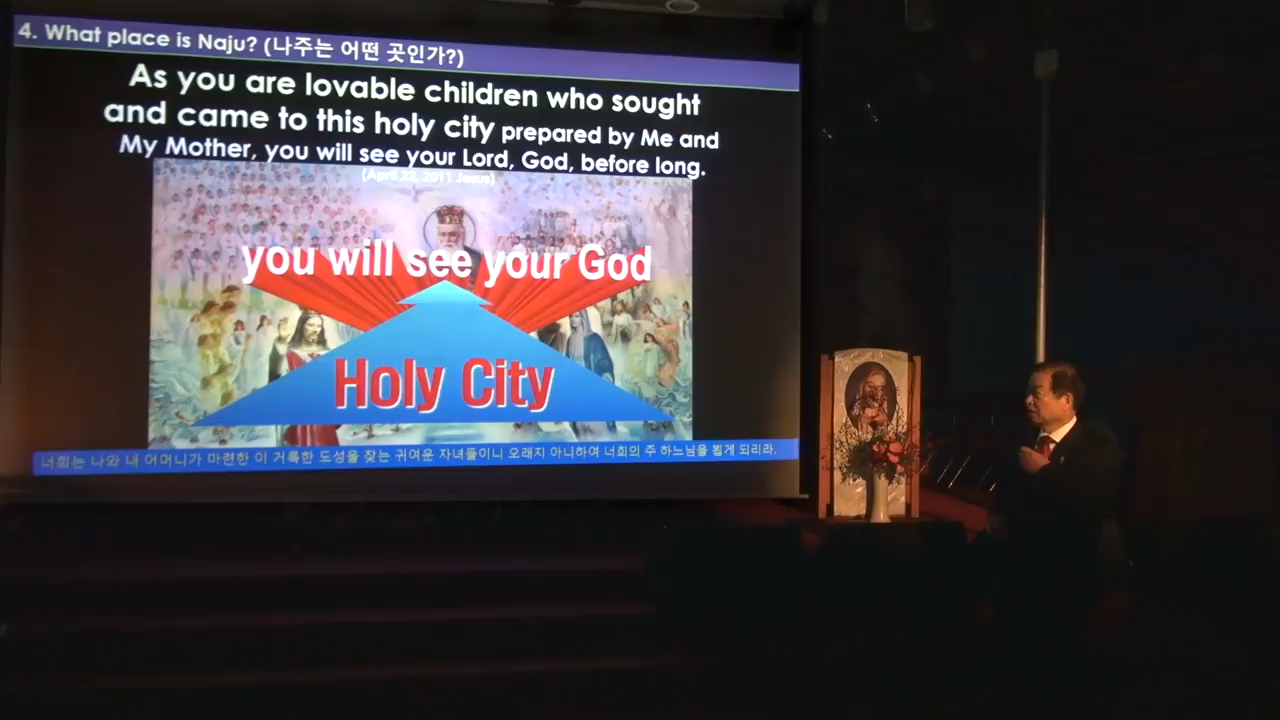 4. What place is Naju? (나주는 어떤 곳인가?)
As you are lovable children who sought
and came to this holy city prepared by Me and
My Mother, you will see your Lord, God, before long.
(April 22, 2011 Jesus)
you will see your God
Holy City
너희는 나와 내 어머니가 마련한 이 거룩한 도성을 찾는 귀여운 자녀들이니 오래지 아니하여 너희의 주 하느님을 뵙게 되리라.